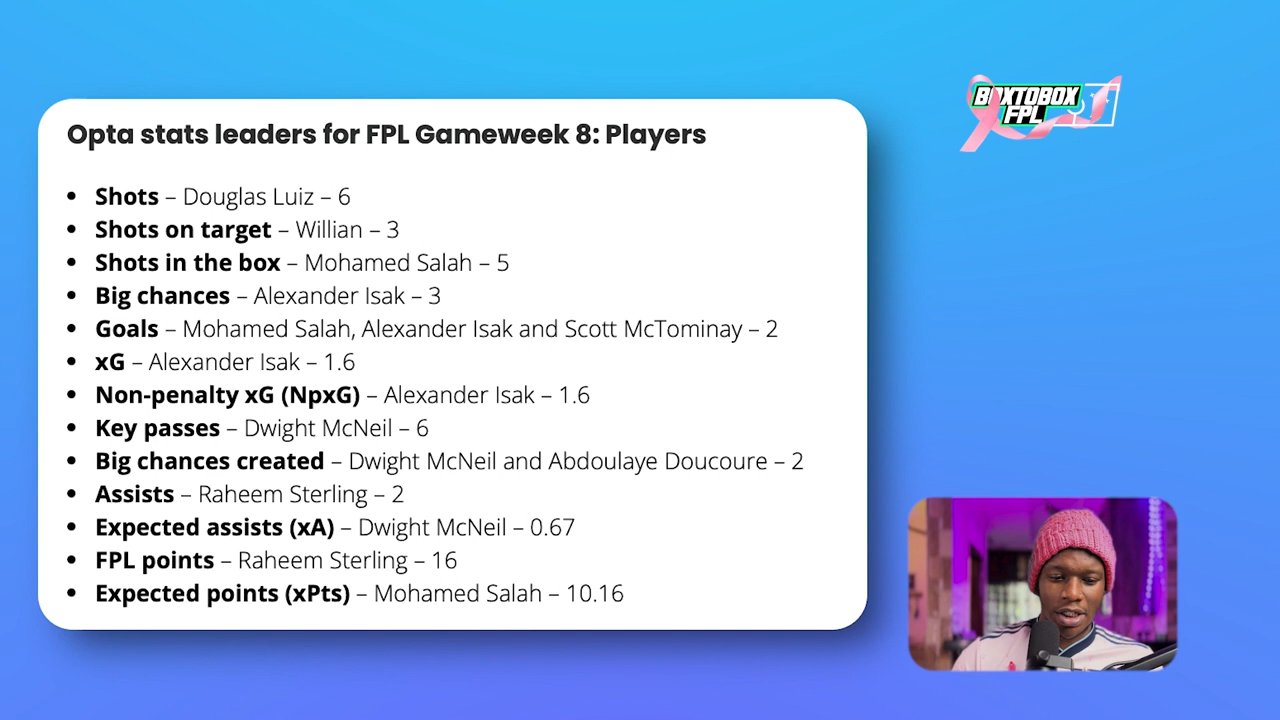 BOXTOBOX
FPL
Opta stats leaders for FPL Gameweek 8: Players
• Shots – Douglas Luiz – 6
• Shots on target – Willian – 3
• Shots in the box – Mohamed Salah – 5
• Big chances – Alexander Isak – 3
• Goals – Mohamed Salah, Alexander Isak and Scott McTominay – 2
• xG – Alexander Isak – 1.6
• Non-penalty xG (NpxG) – Alexander Isak – 1.6
• Key passes – Dwight McNeil – 6
• Big chances created – Dwight McNeil and Abdoulaye Doucoure – 2
• Assists – Raheem Sterling – 2
• Expected assists (xA) – Dwight McNeil – 0.67
• FPL points – Raheem Sterling – 16
• Expected points (xPts) – Mohamed Salah – 10.16